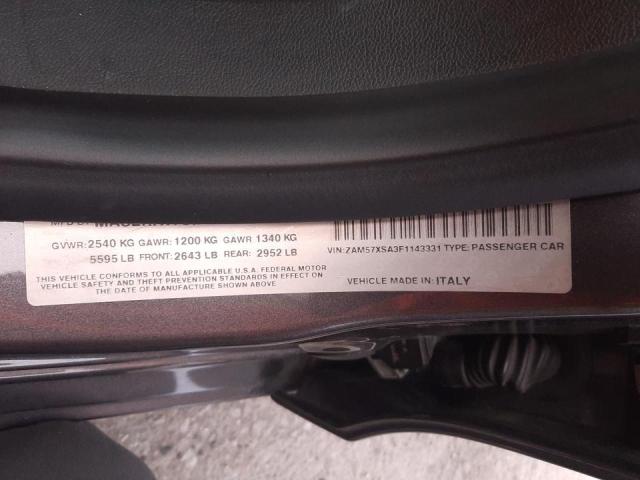 GVWR: 2540 KG GAWR: 1200 KG GAWR: 1340 KG
5595 LB FRONT: 2643 LB REAR: 2952 LB
THIS VEHICLE CONFORMS TO ALL APPLICABLE U.S.A. FEDERAL MOTOR
VEHICLE SAFETY AND THEFT PREVENTION STANDARDS IN EFFECT ON
THE DATE OF MANUFACTURE SHOWN ABOVE
VIN: ZAM57XSA3F1143331 TYPE: PASSENGER CAR
VEHICLE MADE IN: ITALY